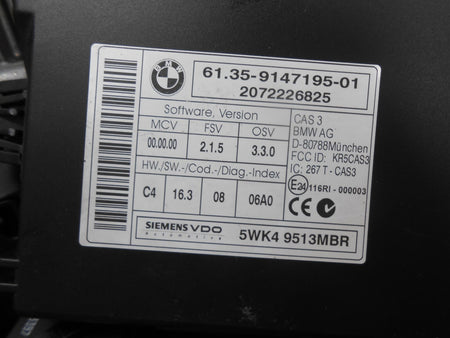 BMW
61.35-9147195-01
2072226825
Software, Version
MCV FSV OSV
00.00.00 2.1.5 3.3.0
HW./SW.-/Cod.-/Diag.-Index
C4 16.3 08 06A0
CAS 3
BMW AG
D-80788München
FCC ID: KR5CAS3
IC: 267 T - CAS3
E24 116RI - 000003
CE
SIEMENS VDO
Automotive
5WK4 9513MBR